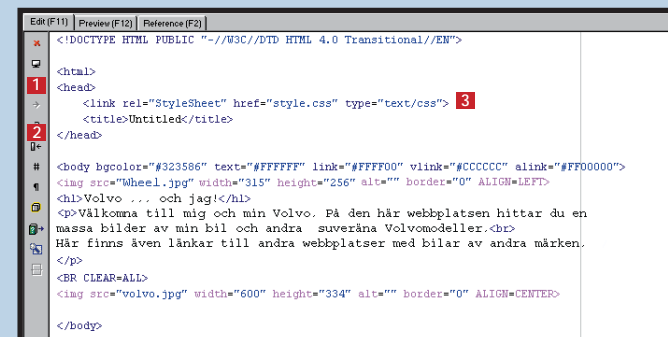 Edit (F11) Preview (F12) Reference (F2)
<!DOCTYPE HTML PUBLIC "-//W3C//DTD HTML 4.0 Transitional//EN">
<html>
1
<head>
<link rel="StyleSheet" href="style.css" type="text/css"> 3
<title>Untitled</title>
2
</head>
<body bgcolor="#323586" text="#FFFFFF" link="#FFFF00" vlink="#CCCCCC" alink="#FF00000">
<img src="Wheel.jpg" width="315" height="256" alt="" border="0" ALIGN=LEFT>
<h1>Volvo ... och jag!</h1>
<p>Välkomna till mig och min Volvo. På den här webbplatsen hittar du en
massa bilder av min bil och andra suveräna Volvomodeller.<br>
Här finns även länkar till andra webbplatser med bilar av andra märken.
</p>
<BR CLEAR=ALL>
<img src="volvo.jpg" width="600" height="334" alt="" border="0" ALIGN=CENTER>
</body>